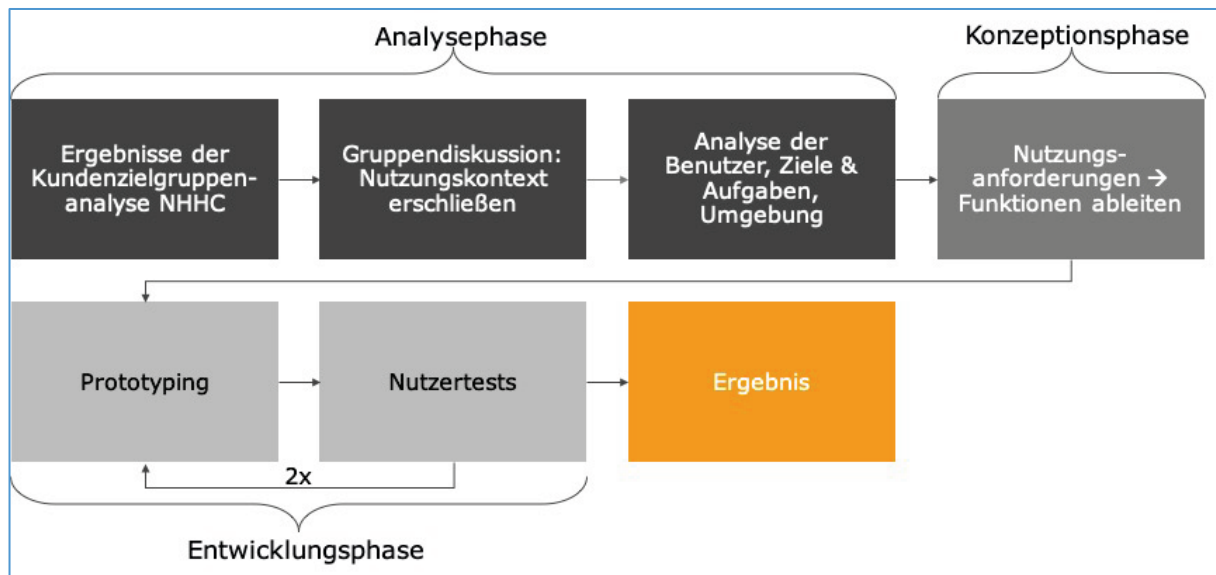 Analysephase
Konzeptionsphase
Ergebnisse der
Kundenzielgruppen-
analyse NHHC
Gruppendiskussion:
Nutzungskontext
erschließen
Analyse der
Benutzer, Ziele &
Aufgaben,
Umgebung
Nutzungs-
anforderungen →
Funktionen ableiten
Prototyping
Nutzertests
Ergebnis
2x
Entwicklungsphase